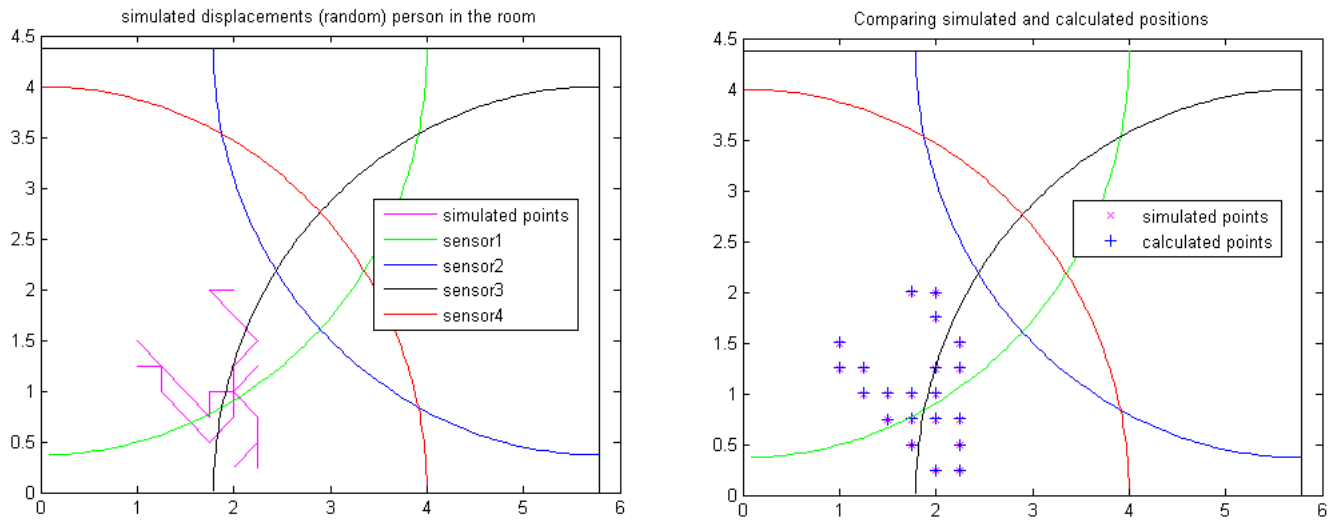 simulated displacements (random) person in the room
4.5
4
3.5
3
2.5
2
1.5
1
0.5
0
0 1 2 3 4 5 6
simulated points
sensor1
sensor2
sensor3
sensor4
Comparing simulated and calculated positions
4.5
4
3.5
3
2.5
2
1.5
1
0.5
0
0 1 2 3 4 5 6
simulated points
calculated points